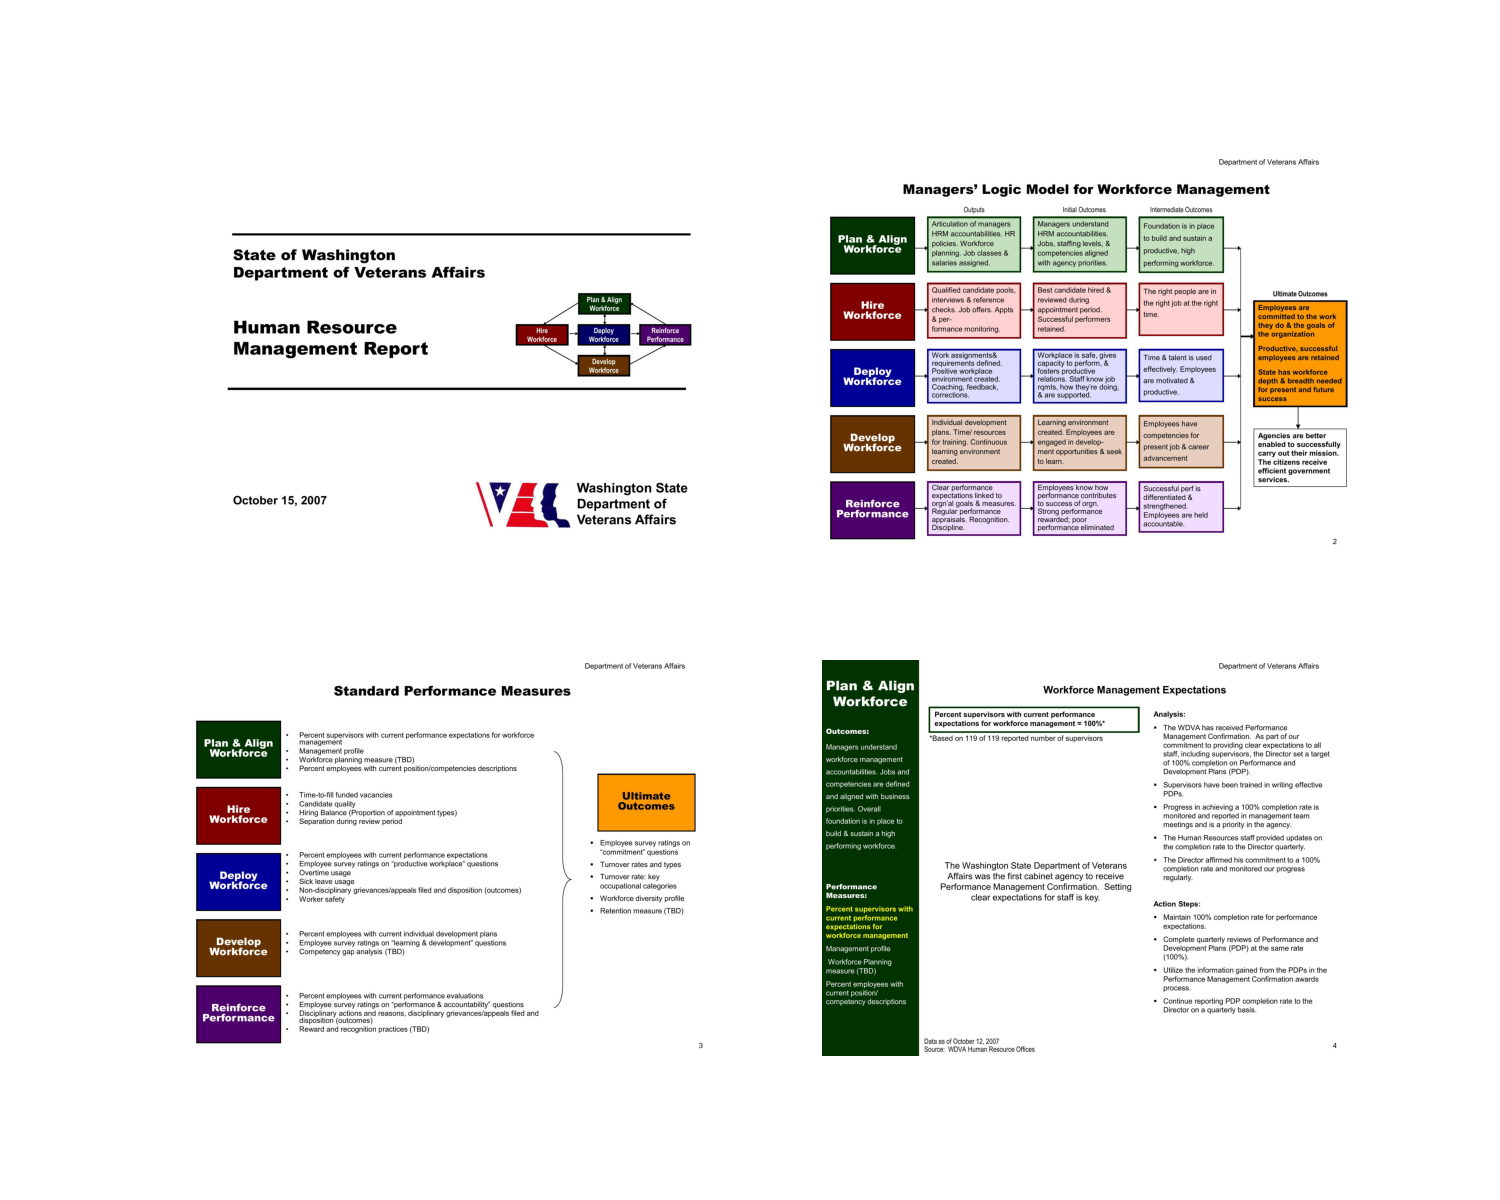 State of Washington
Department of Veterans Affairs
Human Resource
Management Report
Plan & Align
Workforce
Hire
Workforce
Deploy
Workforce
Reinforce
Performance
Develop
Workforce
October 15, 2007
Washington State
Department of
Veterans Affairs
Department of Veterans Affairs
Managers' Logic Model for Workforce Management
Outputs
Initial Outcomes
Intermediate Outcomes
Plan & Align
Workforce
Articulation of managers
HRM accountabilities. HR
policies. Workforce
planning. Job classes &
salaries assigned.
Managers understand
HRM accountabilities.
Jobs, staffing levels, &
competencies aligned
with agency priorities.
Foundation is in place
to build and sustain a
productive, high
performing workforce.
Hire
Workforce
Qualified candidate pools,
interviews & reference
checks. Job offers. Appts
& per-
formance monitoring.
Best candidate hired &
reviewed during
appointment period.
Successful performers
retained.
The right people are in
the right job at the right
time.
Deploy
Workforce
Work assignments&
requirements defined.
Positive workplace
environment created.
Coaching, feedback,
corrections.
Workplace is safe, gives
capacity to perform, &
fosters productive
relations. Staff know job
rqmts, how they're doing,
& are supported.
Time & talent is used
effectively. Employees
are motivated &
productive.
Develop
Workforce
Individual development
plans. Time/ resources
for training. Continuous
learning environment
created.
Learning environment
created. Employees are
engaged in develop-
ment opportunities & seek
to learn.
Employees have
competencies for
present job & career
advancement
Reinforce
Performance
Clear performance
expectations linked to
orgn'al goals & measures.
Regular performance
appraisals. Recognition.
Discipline.
Employees know how
performance contributes
to success of orgn.
Strong performance
rewarded; poor
performance eliminated
Successful perf is
differentiated &
strengthened.
Employees are held
accountable.
Ultimate Outcomes
Employees are
committed to the work
they do & the goals of
the organization
Productive, successful
employees are retained
State has workforce
depth & breadth needed
for present and future
success
Agencies are better
enabled to successfully
carry out their mission.
The citizens receive
efficient government
services.
2
Department of Veterans Affairs
Standard Performance Measures
Plan & Align
Workforce
• Percent supervisors with current performance expectations for workforce
management
• Management profile
• Workforce planning measure (TBD)
• Percent employees with current position/competencies descriptions
Hire
Workforce
• Time-to-fill funded vacancies
• Candidate quality
• Hiring Balance (Proportion of appointment types)
• Separation during review period
Deploy
Workforce
• Percent employees with current performance expectations
• Employee survey ratings on "productive workplace" questions
• Overtime usage
• Sick leave usage
• Non-disciplinary grievances/appeals filed and disposition (outcomes)
• Worker safety
Develop
Workforce
• Percent employees with current individual development plans
• Employee survey ratings on "learning & development" questions
• Competency gap analysis (TBD)
Reinforce
Performance
• Percent employees with current performance evaluations
• Employee survey ratings on "performance & accountability" questions
• Disciplinary actions and reasons, disciplinary grievances/appeals filed and
disposition (outcomes)
• Reward and recognition practices (TBD)
Ultimate
Outcomes
▪ Employee survey ratings on
"commitment" questions
▪ Turnover rates and types
▪ Turnover rate: key
occupational categories
▪ Workforce diversity profile
▪ Retention measure (TBD)
3
Department of Veterans Affairs
Plan & Align
Workforce
Outcomes:
Managers understand
workforce management
accountabilities. Jobs and
competencies are defined
and aligned with business
priorities. Overall
foundation is in place to
build & sustain a high
performing workforce.
Performance
Measures:
Percent supervisors with
current performance
expectations for
workforce management
Management profile
Workforce Planning
measure (TBD)
Percent employees with
current position/
competency descriptions
Workforce Management Expectations
Percent supervisors with current performance
expectations for workforce management = 100%*
*Based on 119 of 119 reported number of supervisors
The Washington State Department of Veterans
Affairs was the first cabinet agency to receive
Performance Management Confirmation. Setting
clear expectations for staff is key.
Analysis:
▪ The WDVA has received Performance
Management Confirmation. As part of our
commitment to providing clear expectations to all
staff, including supervisors, the Director set a target
of 100% completion on Performance and
Development Plans (PDP).
▪ Supervisors have been trained in writing effective
PDPs.
▪ Progress in achieving a 100% completion rate is
monitored and reported in management team
meetings and is a priority in the agency.
▪ The Human Resources staff provided updates on
the completion rate to the Director quarterly.
▪ The Director affirmed his commitment to a 100%
completion rate and monitored our progress
regularly.
Action Steps:
▪ Maintain 100% completion rate for performance
expectations.
▪ Complete quarterly reviews of Performance and
Development Plans (PDP) at the same rate
(100%).
▪ Utilize the information gained from the PDPs in the
Performance Management Confirmation awards
process.
▪ Continue reporting PDP completion rate to the
Director on a quarterly basis.
Data as of October 12, 2007
Source: WDVA Human Resource Offices
4